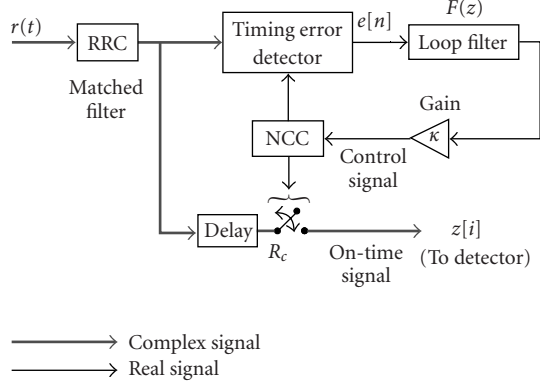 r(t)
RRC
Matched
filter
Timing error
detector
e[n]
F(z)
Loop filter
Gain
κ
NCC
Control
signal
Delay
R_c
On-time
signal
z[i]
(To detector)
Complex signal
Real signal